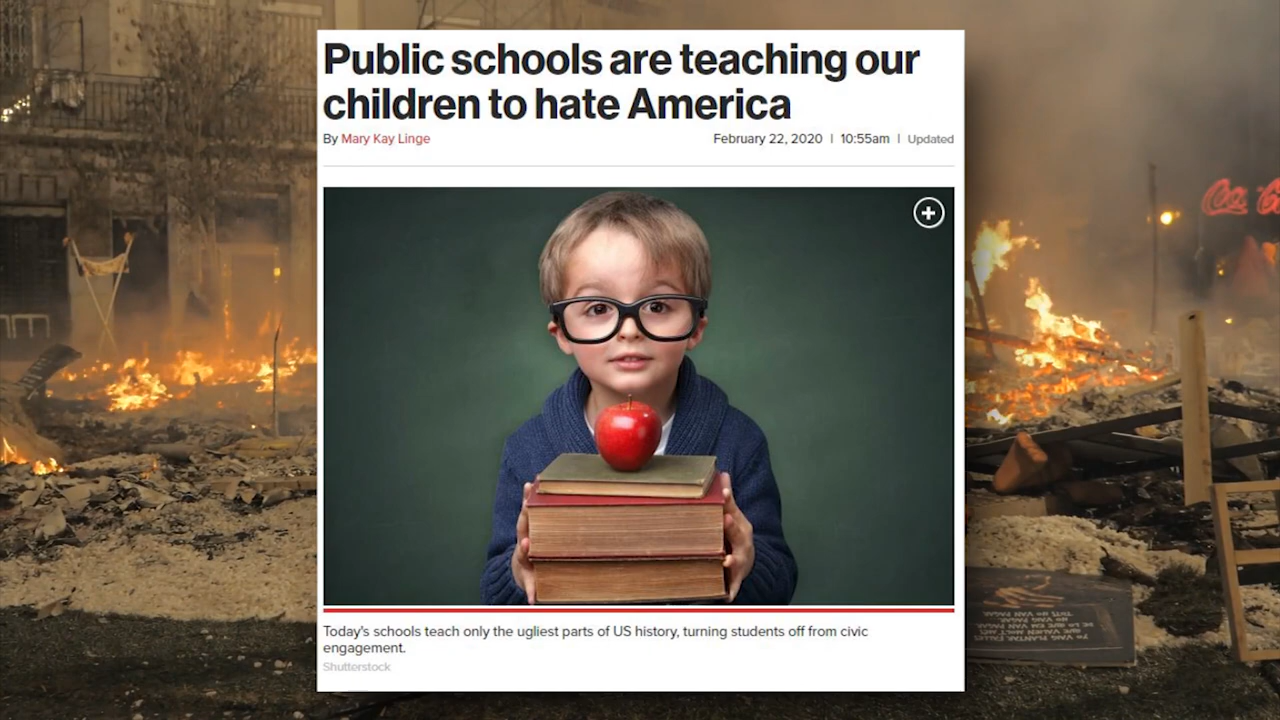 Public schools are teaching our
children to hate America
By Mary Kay Linge
February 22, 2020 | 10:55am | Updated
Today's schools teach only the ugliest parts of US history, turning students off from civic
engagement.
Shutterstock